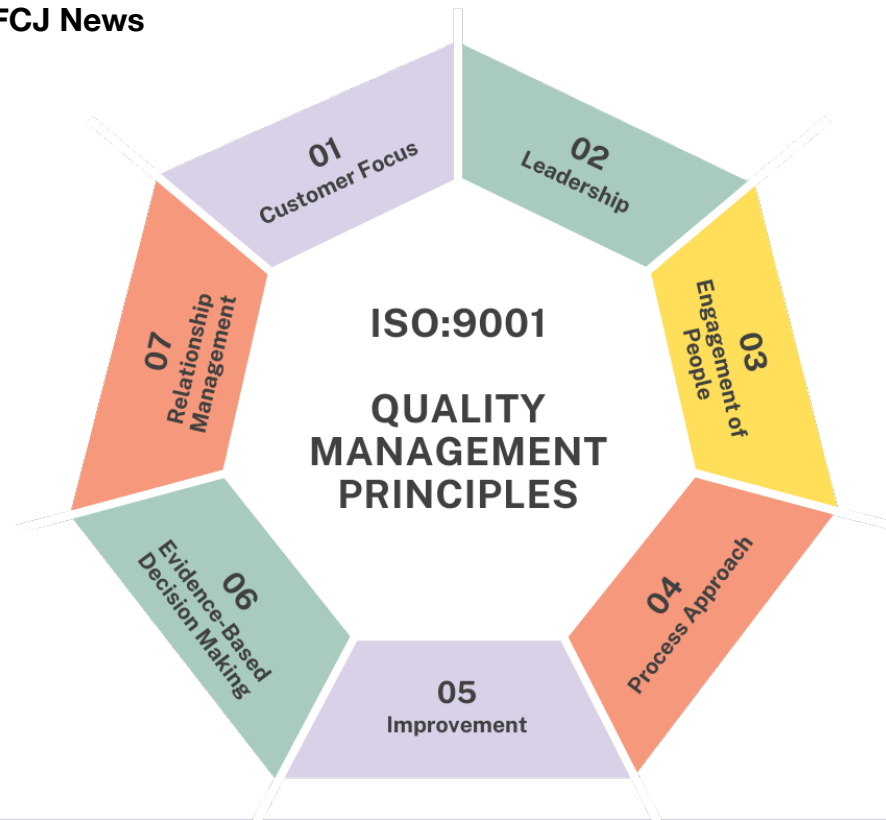 FCJ News
01
Customer Focus
02
Leadership
03
Engagement of
People
04
Process Approach
05
Improvement
06
Evidence-Based
Decision Making
07
Relationship
Management
ISO:9001
QUALITY
MANAGEMENT
PRINCIPLES